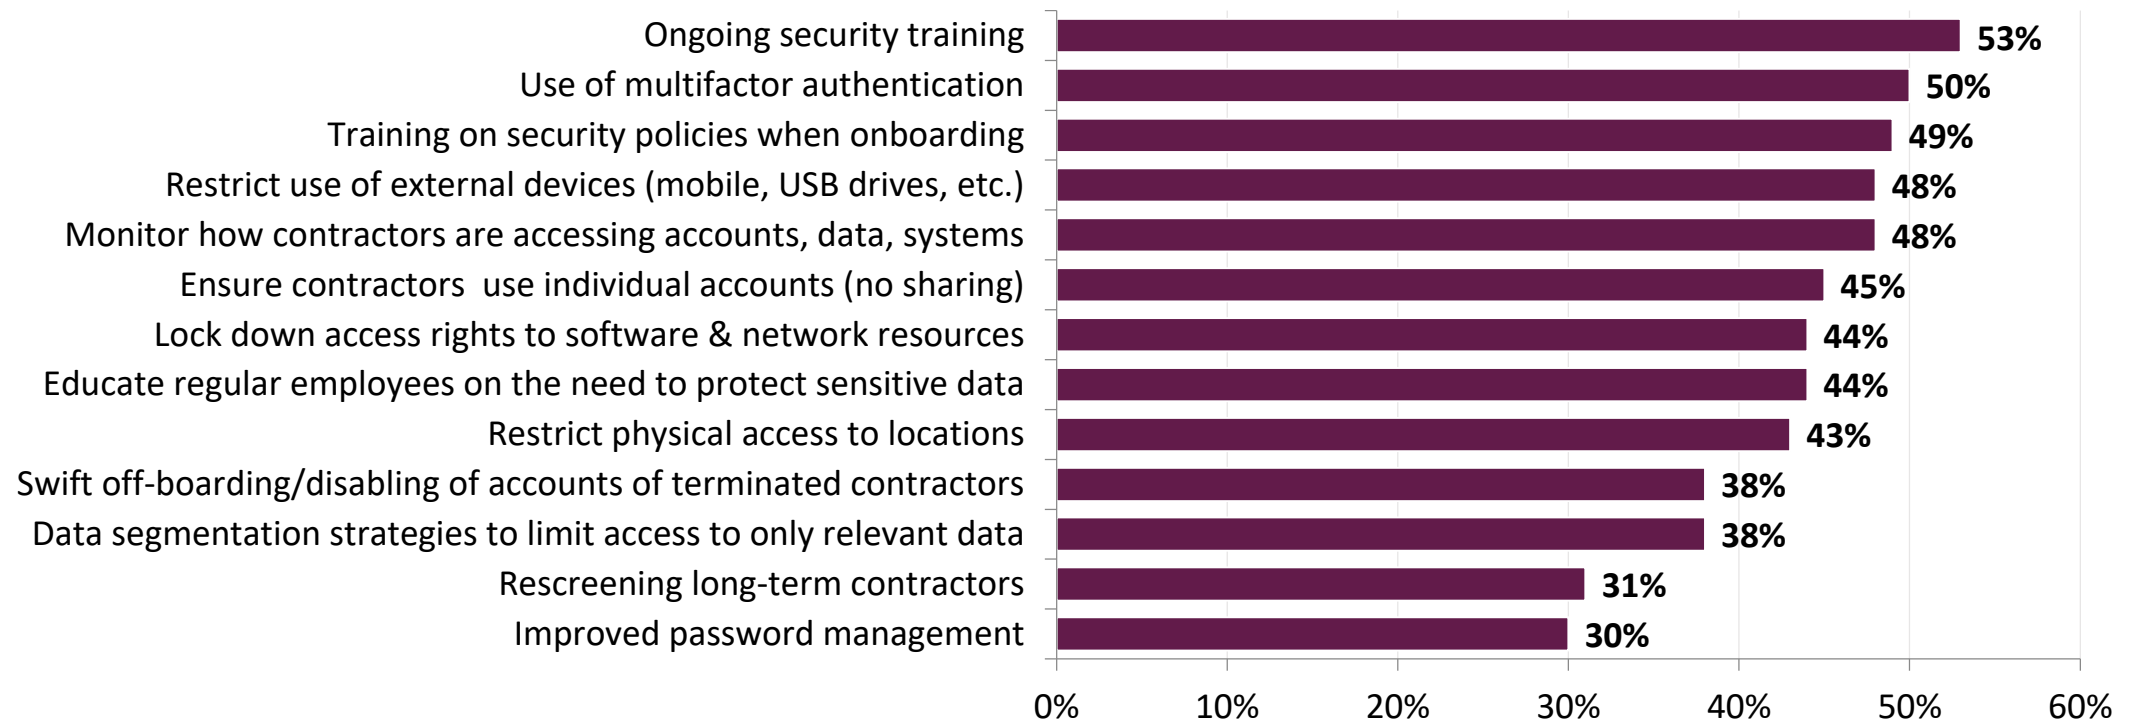 Ongoing security training 53%
Use of multifactor authentication 50%
Training on security policies when onboarding 49%
Restrict use of external devices (mobile, USB drives, etc.) 48%
Monitor how contractors are accessing accounts, data, systems 48%
Ensure contractors  use individual accounts (no sharing) 45%
Lock down access rights to software & network resources 44%
Educate regular employees on the need to protect sensitive data 44%
Restrict physical access to locations 43%
Swift off-boarding/disabling of accounts of terminated contractors 38%
Data segmentation strategies to limit access to only relevant data 38%
Rescreening long-term contractors 31%
Improved password management 30%
0% 10% 20% 30% 40% 50% 60%